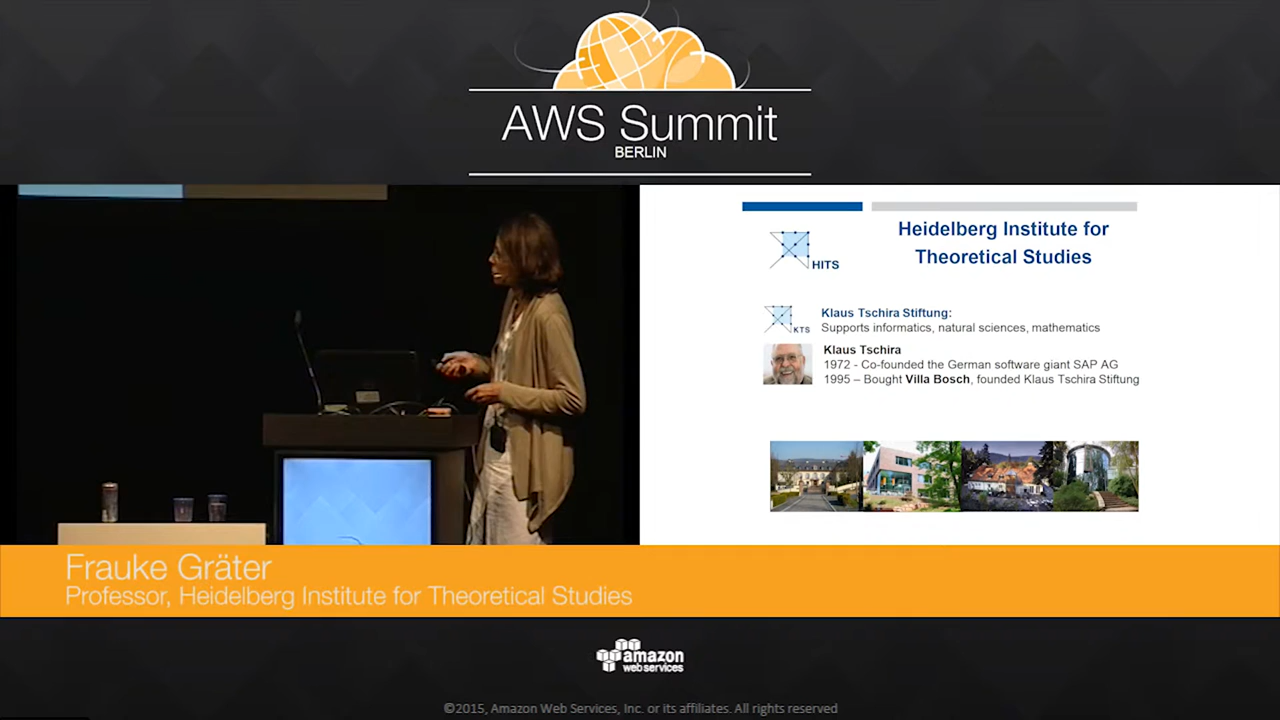 AWS Summit
BERLIN
Heidelberg Institute for
Theoretical Studies
HITS
KTS
Klaus Tschira Stiftung:
Supports informatics, natural sciences, mathematics
Klaus Tschira
1972 - Co-founded the German software giant SAP AG
1995 – Bought Villa Bosch, founded Klaus Tschira Stiftung
Frauke Gräter
Professor, Heidelberg Institute for Theoretical Studies
amazon
web services
©2015, Amazon Web Services, Inc. or its affiliates. All rights reserved